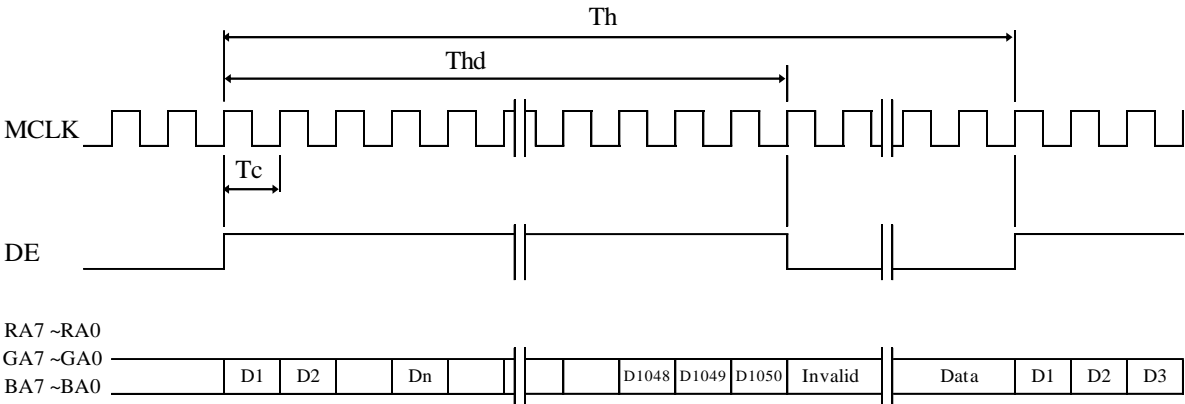 Th
Thd
MCLK
Tc
DE
RA7 ~RA0
GA7 ~GA0
BA7 ~BA0
D1 D2 Dn D1048 D1049 D1050 Invalid Data D1 D2 D3